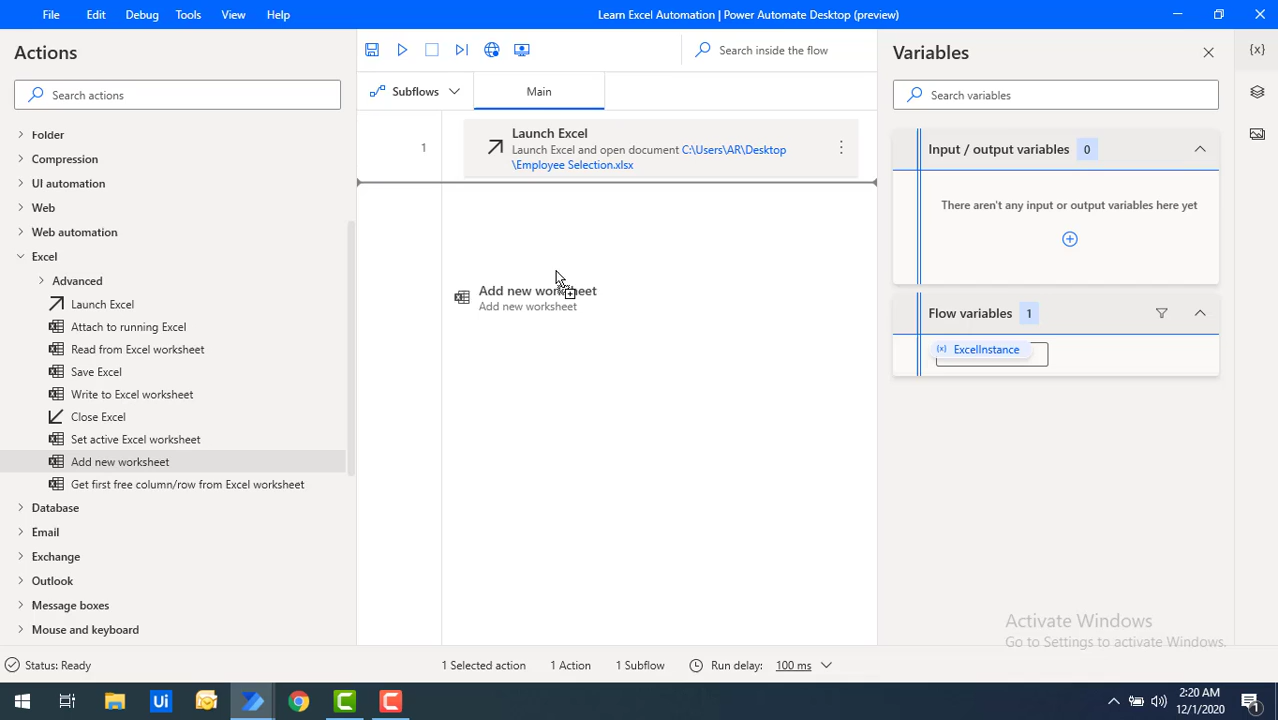 File Edit Debug Tools View Help
Learn Excel Automation | Power Automate Desktop (preview)
Actions
Search actions
Folder
Compression
UI automation
Web
Web automation
Excel
Advanced
Launch Excel
Attach to running Excel
Read from Excel worksheet
Save Excel
Write to Excel worksheet
Close Excel
Set active Excel worksheet
Add new worksheet
Get first free column/row from Excel worksheet
Database
Email
Exchange
Outlook
Message boxes
Mouse and keyboard
Search inside the flow
Subflows
Main
1
Launch Excel
Launch Excel and open document C:\Users\AR\Desktop
\Employee Selection.xlsx
Add new worksheet
Add new worksheet
Variables
{x}
Search variables
Input / output variables 0
There aren't any input or output variables here yet
Flow variables 1
{x} ExcelInstance
Activate Windows
Go to Settings to activate Windows.
Status: Ready
1 Selected action 1 Action 1 Subflow Run delay: 100 ms
Ui
2:20 AM
12/1/2020
1